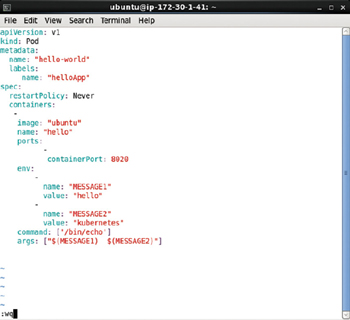 ubuntu@ip-172-30-1-41: ~
File Edit View Search Terminal Help
apiVersion: v1
kind: Pod
metadata:
  name: "hello-world"
  labels:
     name: "helloApp"
spec:
  restartPolicy: Never
  containers:
   -
    image: "ubuntu"
    name: "hello"
    ports:
          -
           containerPort: 8020
    env:
        -
          name: "MESSAGE1"
          value: "hello"
        -
          name: "MESSAGE2"
          value: "kubernetes"
    command: ["/bin/echo"]
    args: ["$(MESSAGE1)  $(MESSAGE2)"]
~
~
~
~
:wq